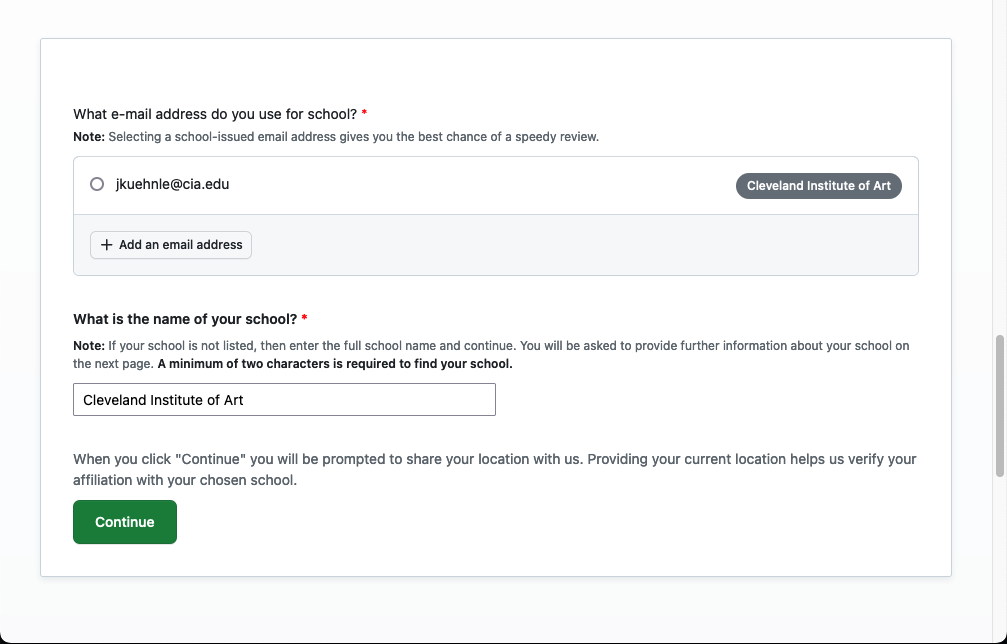 What e-mail address do you use for school? *
Note: Selecting a school-issued email address gives you the best chance of a speedy review.
jkuehnle@cia.edu
Cleveland Institute of Art
+ Add an email address
What is the name of your school? *
Note: If your school is not listed, then enter the full school name and continue. You will be asked to provide further information about your school on
the next page. A minimum of two characters is required to find your school.
Cleveland Institute of Art
When you click "Continue" you will be prompted to share your location with us. Providing your current location helps us verify your
affiliation with your chosen school.
Continue